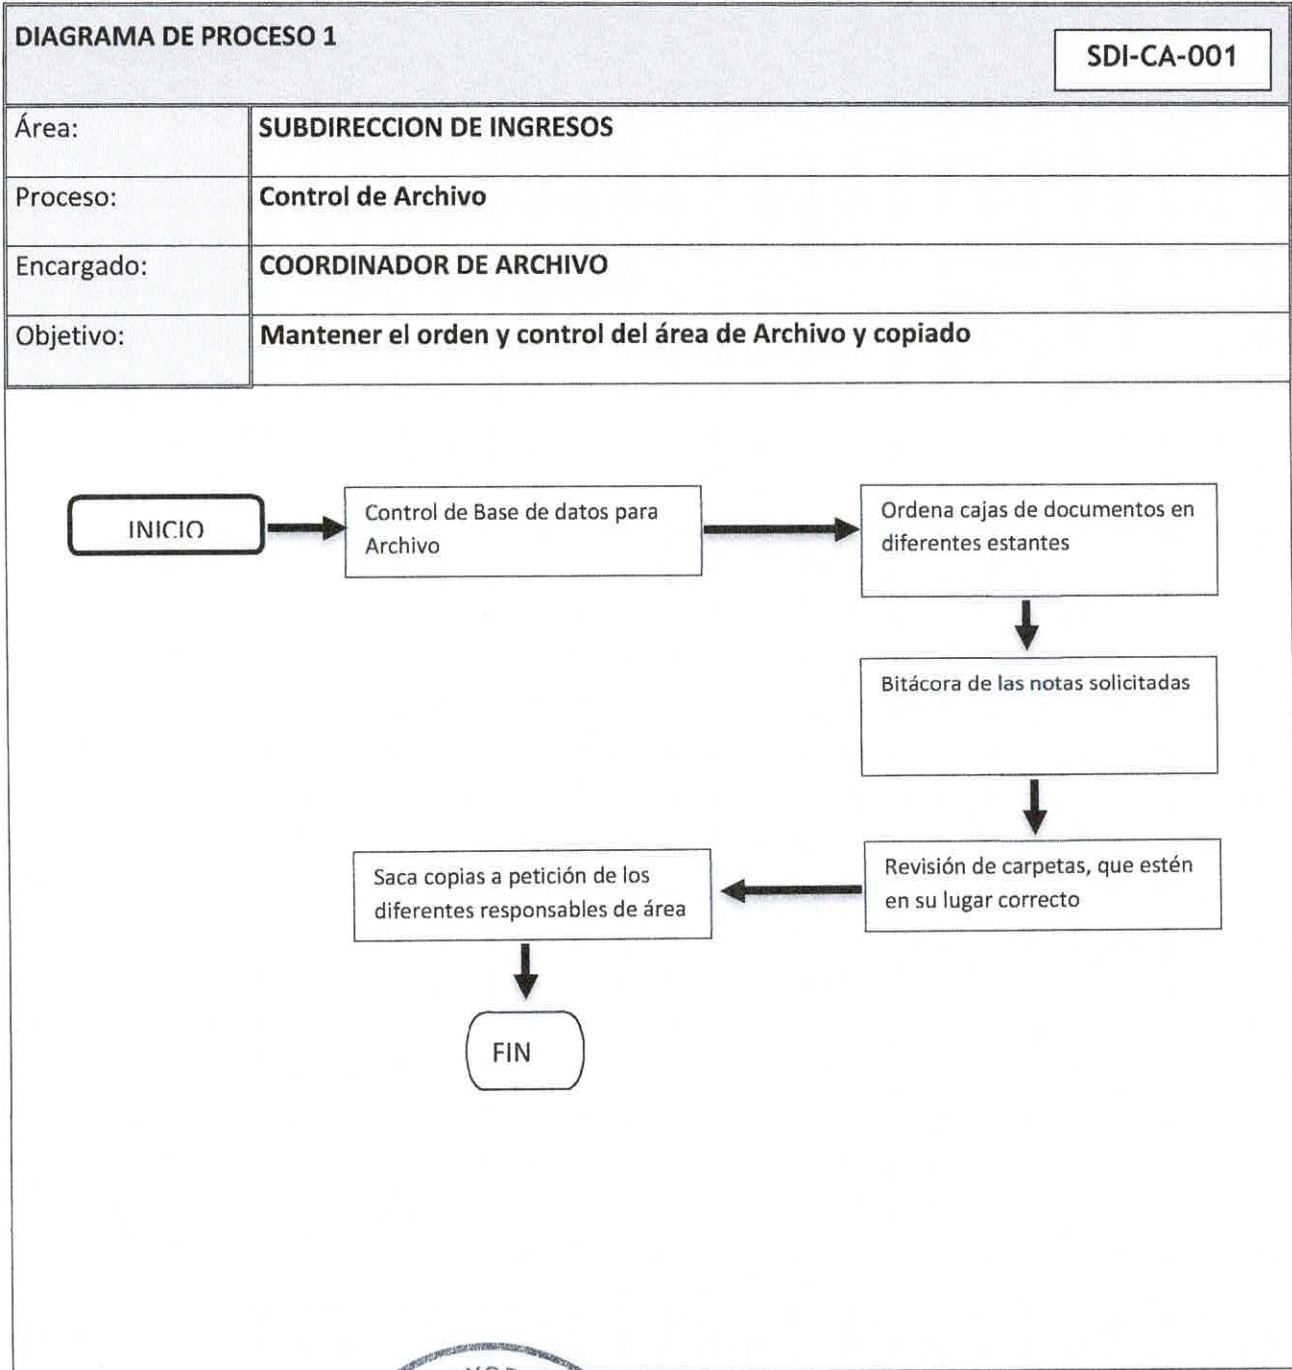 DIAGRAMA DE PROCESO 1
SDI-CA-001
Área:
SUBDIRECCION DE INGRESOS
Proceso:
Control de Archivo
Encargado:
COORDINADOR DE ARCHIVO
Objetivo:
Mantener el orden y control del área de Archivo y copiado
INICIO
Control de Base de datos para
Archivo
Ordena cajas de documentos en
diferentes estantes
Bitácora de las notas solicitadas
Revisión de carpetas, que estén
en su lugar correcto
Saca copias a petición de los
diferentes responsables de área
FIN